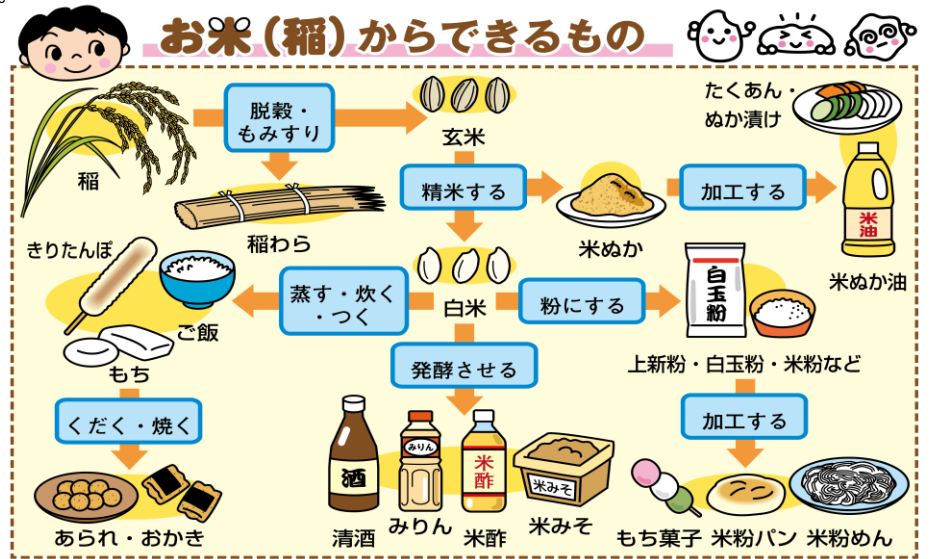 お米（稲）からできるもの
稲
脱穀・
もみすり
玄米
たくあん・
ぬか漬け
稲わら
精米する
米ぬか
加工する
米
油
米ぬか油
きりたんぽ
ご飯
もち
蒸す・炊く
・つく
白米
粉にする
白
玉
粉
上新粉・白玉粉・米粉など
発酵させる
くだく・焼く
加工する
あられ・おかき
酒
清酒
みりん
みりん
米
酢
米酢
米みそ
米みそ
もち菓子
米粉パン
米粉めん